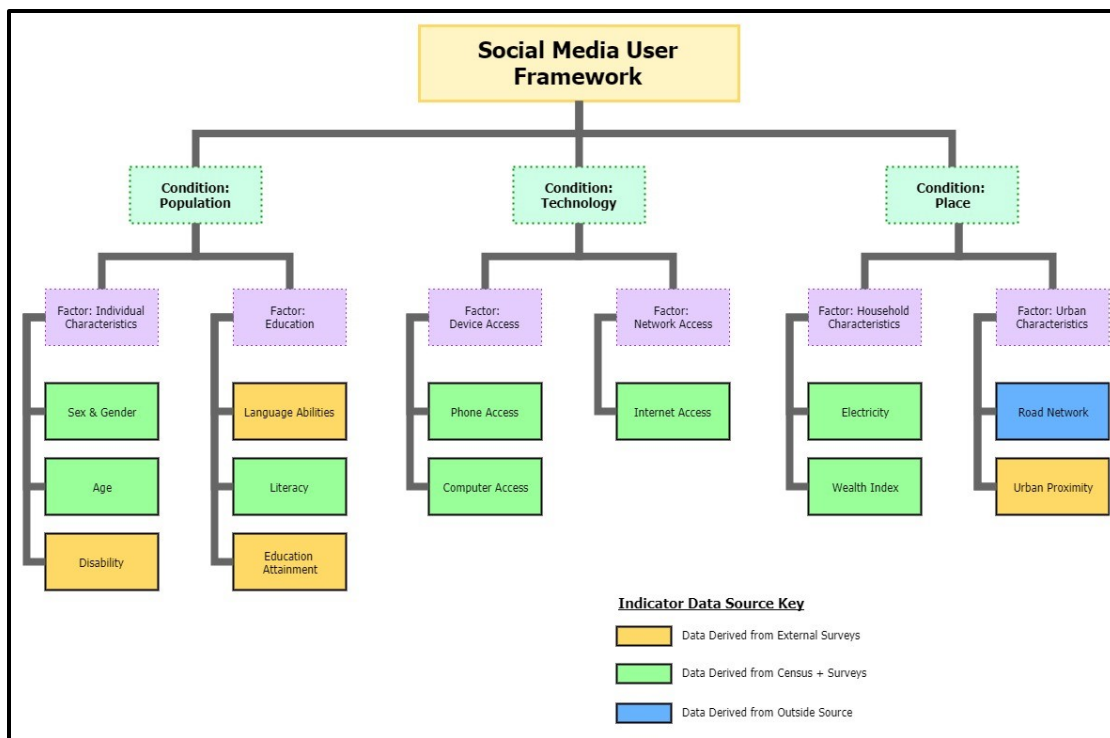 Social Media User
Framework
Condition:
Population
Condition:
Technology
Condition:
Place
Factor: Individual
Characteristics
Factor:
Education
Factor:
Device Access
Factor:
Network Access
Factor: Household
Characteristics
Factor: Urban
Characteristics
Sex & Gender
Language Abilities
Phone Access
Internet Access
Electricity
Road Network
Age
Literacy
Computer Access
Wealth Index
Urban Proximity
Disability
Education
Attainment
Indicator Data Source Key
Data Derived from External Surveys
Data Derived from Census + Surveys
Data Derived from Outside Source